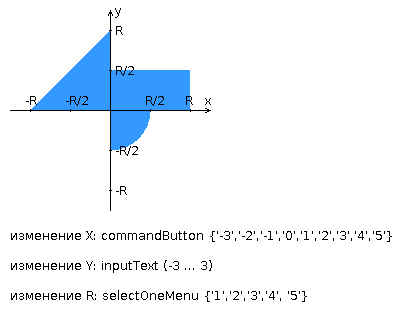 y
R
R/2
-R -R/2 R/2 R x
-R/2
-R
изменение X: commandButton {'-3','-2','-1','0','1','2','3','4','5'}
изменение Y: inputText (-3 ... 3)
изменение R: selectOneMenu {'1','2','3','4', '5'}